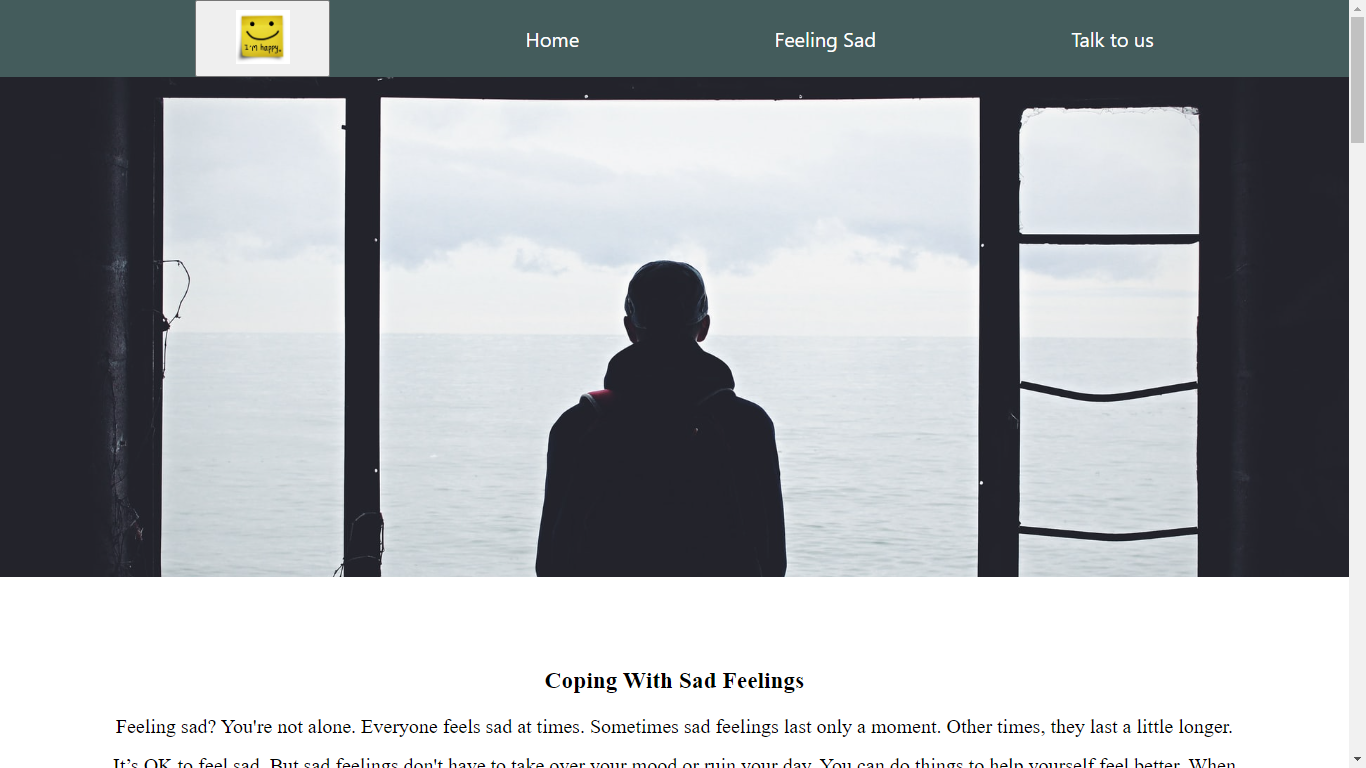 I'M happy.
Home
Feeling Sad
Talk to us
Coping With Sad Feelings
Feeling sad? You're not alone. Everyone feels sad at times. Sometimes sad feelings last only a moment. Other times, they last a little longer.
It’s OK to feel sad. But sad feelings don't have to take over your mood or ruin your day. You can do things to help yourself feel better. When